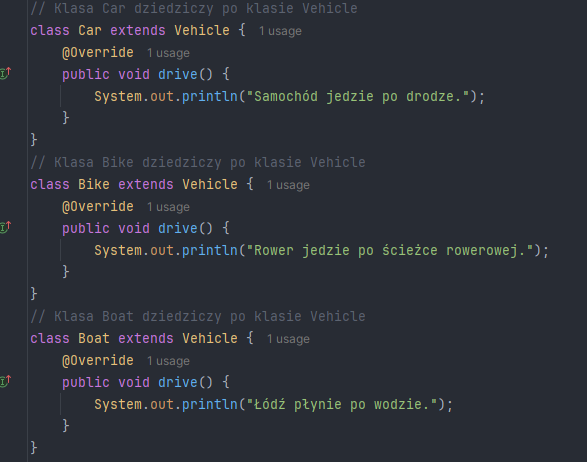 // Klasa Car dziedziczy po klasie Vehicle
class Car extends Vehicle { 1 usage
@Override 1 usage
public void drive() {
System.out.println("Samochód jedzie po drodze.");
}
}
// Klasa Bike dziedziczy po klasie Vehicle
class Bike extends Vehicle { 1 usage
@Override 1 usage
public void drive() {
System.out.println("Rower jedzie po ścieżce rowerowej.");
}
}
// Klasa Boat dziedziczy po klasie Vehicle
class Boat extends Vehicle { 1 usage
@Override 1 usage
public void drive() {
System.out.println("Łódź płynie po wodzie.");
}
}